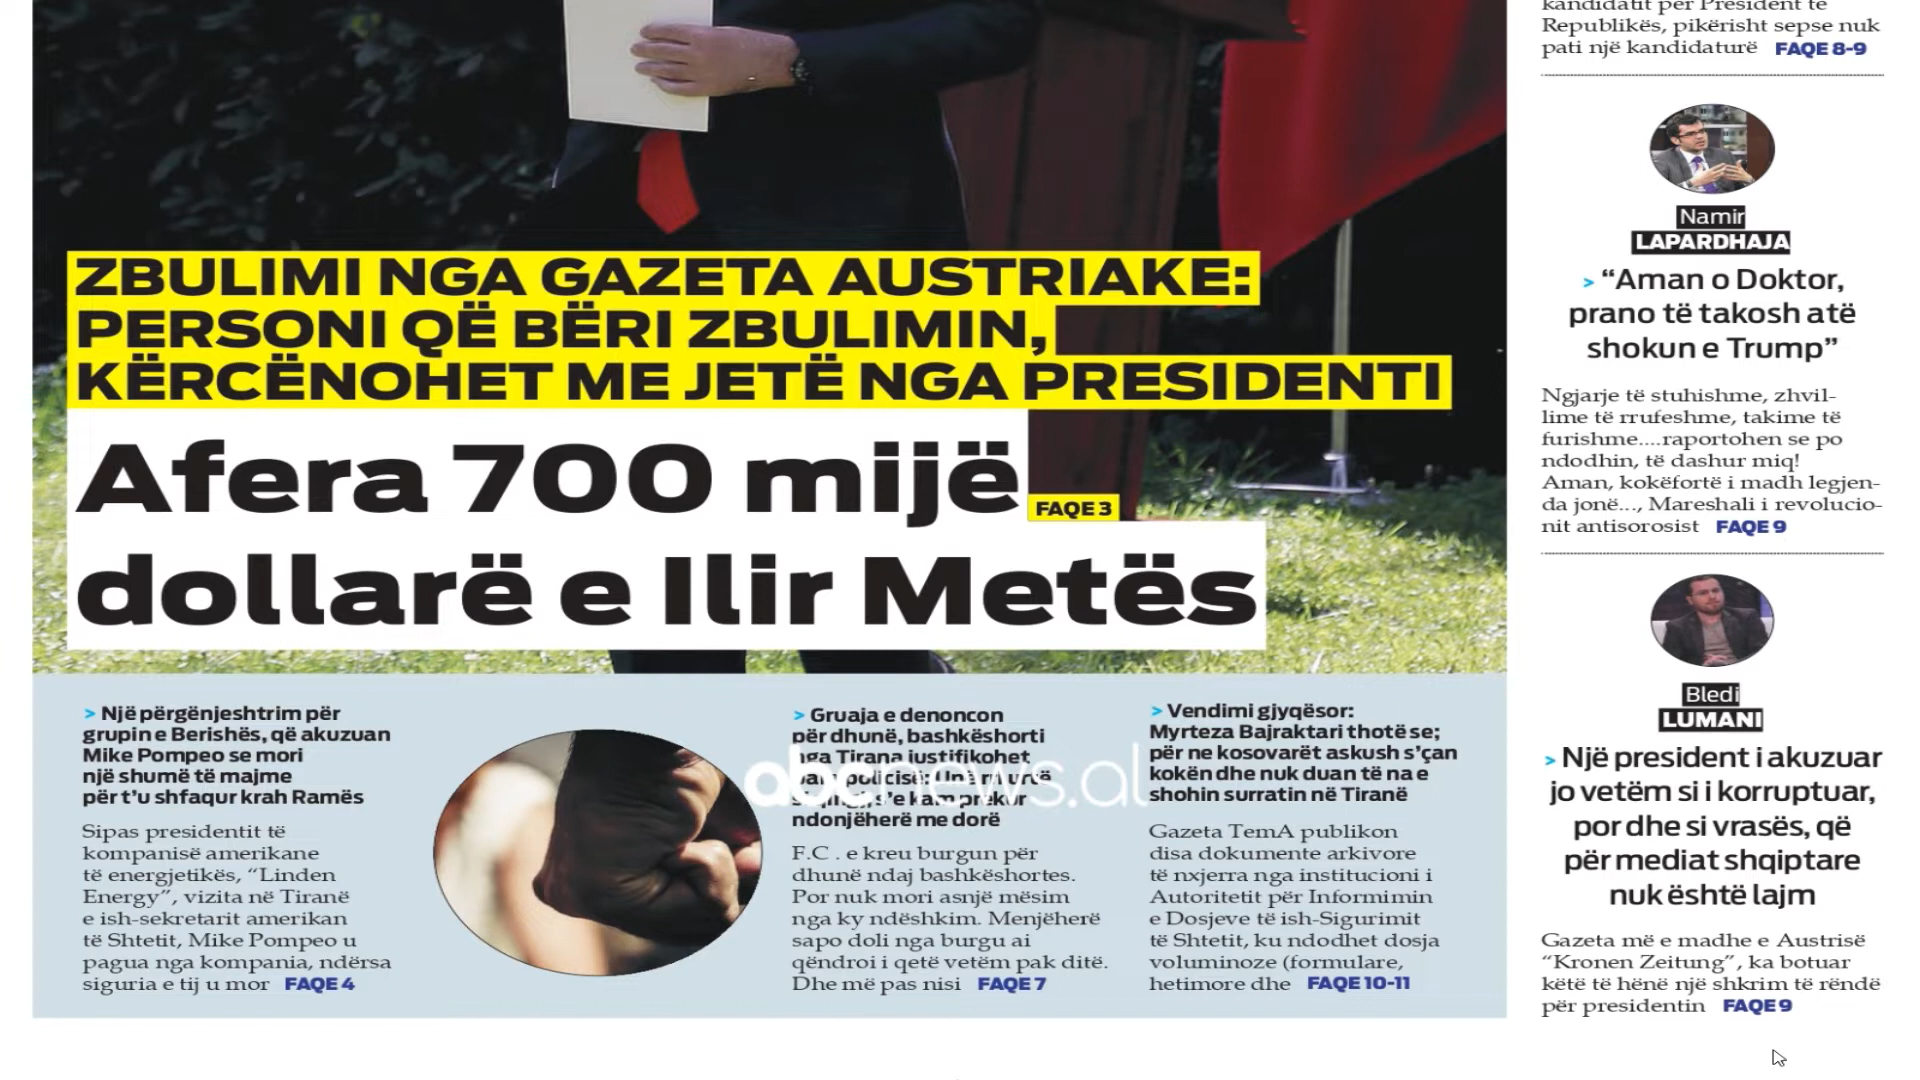 ZBULIMI NGA GAZETA AUSTRIAKE:
PERSONI QË BËRI ZBULIMIN,
KËRCËNOHET ME JETË NGA PRESIDENTI
Afera 700 mijë
FAQE 3
dollarë e Ilir Metës
> Një përgënjeshtrim për
grupin e Berishës, që akuzuan
Mike Pompeo se mori
një shumë të majme
për t’u shfaqur krah Ramës
Sipas presidentit të
kompanisë amerikane
të energjetikës, “Linden
Energy”, vizita në Tiranë
e ish-sekretarit amerikan
të Shtetit, Mike Pompeo u
pagua nga kompania, ndërsa
siguria e tij u mor FAQE 4
> Gruaja e denoncon
për dhunë, bashkëshorti
nga Tirana justifikohet
policisë: Unë
s’e kam prekur
ndonjëherë me dorë
F.C . e kreu burgun për
dhunë ndaj bashkëshortes.
Por nuk mori asnjë mësim
nga ky ndëshkim. Menjëherë
sapo doli nga burgu ai
qëndroi i qetë vetëm pak ditë.
Dhe më pas nisi FAQE 7
abcnews.al
> Vendimi gjyqësor:
Myrteza Bajraktari thotë se;
për ne kosovarët askush s’çan
kokën dhe nuk duan të na e
shohin surratin në Tiranë
Gazeta TemA publikon
disa dokumente arkivore
të nxjerra nga institucioni i
Autoritetit për Informimin
e Dosjeve të ish-Sigurimit
të Shtetit, ku ndodhet dosja
voluminoze (formulare,
hetimore dhe FAQE 10-11
kandidatit për President të
Republikës, pikërisht sepse nuk
pati një kandidaturë FAQE 8-9
Namir
LAPARDHAJA
> “Aman o Doktor,
prano të takosh atë
shokun e Trump”
Ngjarje të stuhishme, zhvil-
lime të rrufeshme, takime të
furishme....raportohen se po
ndodhin, të dashur miq!
Aman, kokëfortë i madh legjen-
da jonë..., Mareshali i revolucio-
nit antisorosist FAQE 9
Bledi
LUMANI
> Një president i akuzuar
jo vetëm si i korruptuar,
por dhe si vrasës, që
për mediat shqiptare
nuk është lajm
Gazeta më e madhe e Austrisë
“Kronen Zeitung”, ka botuar
këtë të hënë një shkrim të rëndë
për presidentin FAQE 9